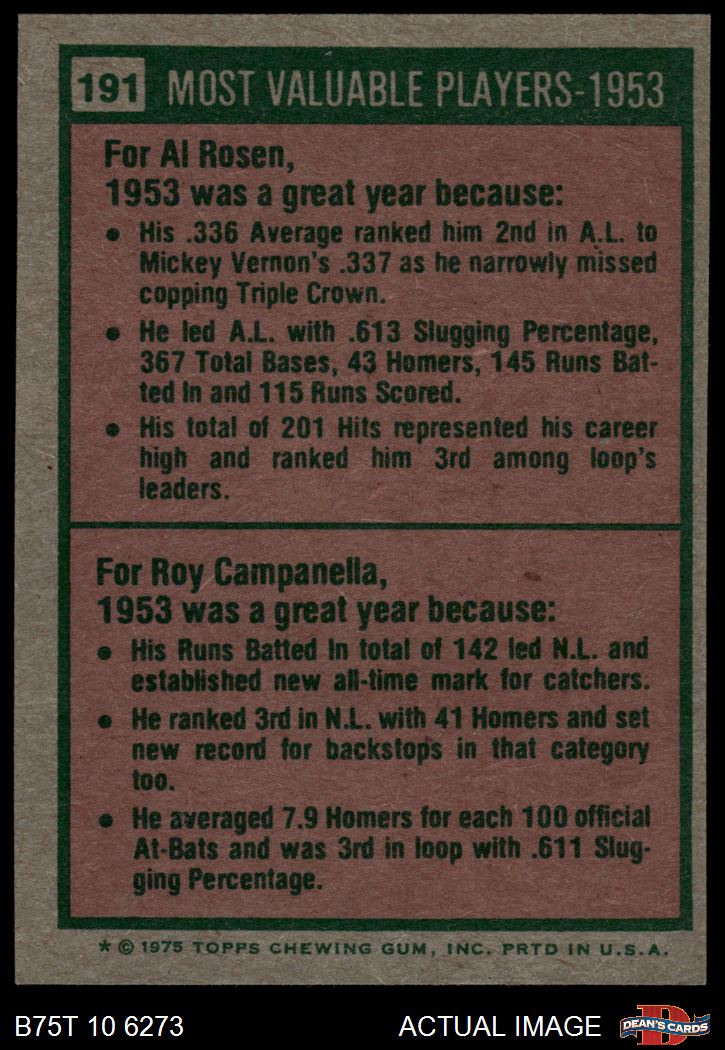 191 MOST VALUABLE PLAYERS-1953
For Al Rosen,
1953 was a great year because:
• His .336 Average ranked him 2nd in A.L. to
Mickey Vernon's .337 as he narrowly missed
copping Triple Crown.
• He led A.L. with .613 Slugging Percentage,
367 Total Bases, 43 Homers, 145 Runs Bat-
ted In and 115 Runs Scored.
• His total of 201 Hits represented his career
high and ranked him 3rd among loop's
leaders.
For Roy Campanella,
1953 was a great year because:
• His Runs Batted In total of 142 led N.L. and
established new all-time mark for catchers.
• He ranked 3rd in N.L. with 41 Homers and set
new record for backstops in that category
too.
• He averaged 7.9 Homers for each 100 official
At-Bats and was 3rd in loop with .611 Slug-
ging Percentage.
* © 1975 TOPPS CHEWING GUM, INC. PRTD IN U.S.A.
B75T 10 6273 ACTUAL IMAGE D DEAN'S CARDS